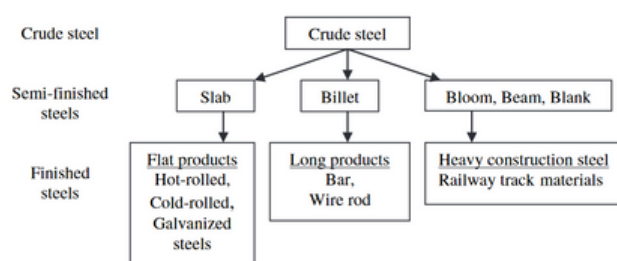 Crude steel
Crude steel
Semi-finished
steels
Slab
Billet
Bloom, Beam, Blank
Finished
steels
Flat products
Hot-rolled,
Cold-rolled,
Galvanized
steels
Long products
Bar,
Wire rod
Heavy construction steel
Railway track materials